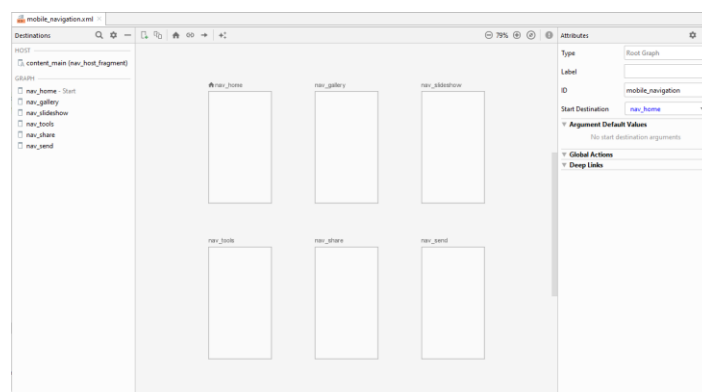 mobile_navigation.xml
Destinations
79%
Attributes
HOST
content_main (nav_host_fragment)
GRAPH
nav_home - Start
nav_gallery
nav_slideshow
nav_tools
nav_share
nav_send
nav_home
nav_gallery
nav_slideshow
nav_tools
nav_share
nav_send
Type
Root Graph
Label
ID
mobile_navigation
Start Destination
nav_home
Argument Default Values
No start destination arguments
Global Actions
Deep Links